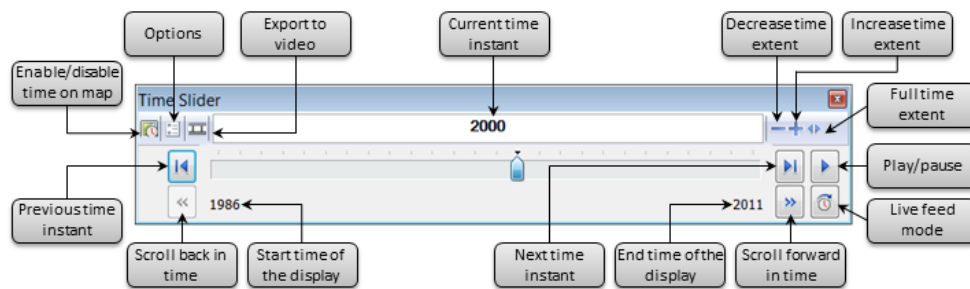 Options
Export to
video
Current time
instant
Decrease time
extent
Increase time
extent
Enable/disable
time on map
Time Slider
Full time
extent
2000
Play/pause
Previous time
instant
1986
2011
Live feed
mode
Scroll back in
time
Start time of
the display
Next time
instant
End time of the
display
Scroll forward
in time